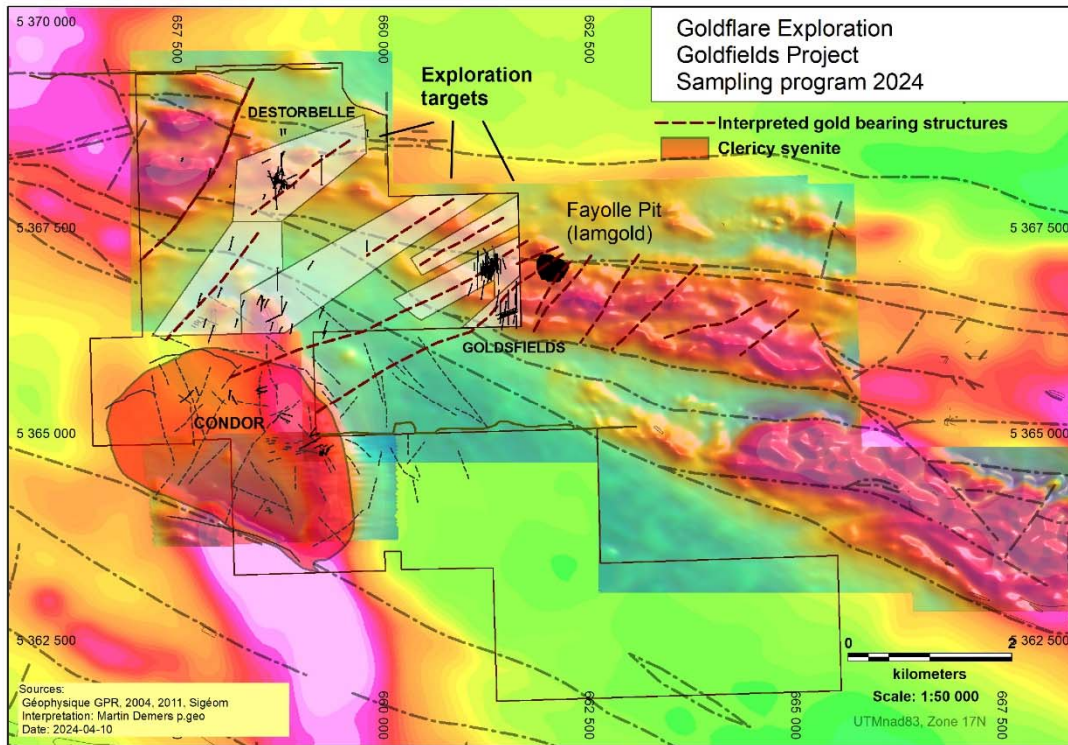 5 370 000
657 500
660 000
662 500
Goldflare Exploration
Goldfields Project
Sampling program 2024
Exploration
targets
DESTORBELLE
Interpreted gold bearing structures
Clericy syenite
5 367 500
Fayolle Pit
(Iamgold)
5 367 500
GOLDSFIELDS
CONDOR
5 365 000
5 365 000
5 362 500
0
2
5 362 500
kilometers
Scale: 1:50 000
UTMnad83, Zone 17N
Sources:
Géophysique GPR, 2004, 2011, Sigéom
Interpretation: Martin Demers p.geo
Date: 2024-04-10
660 000
662 500
665 000
667 500